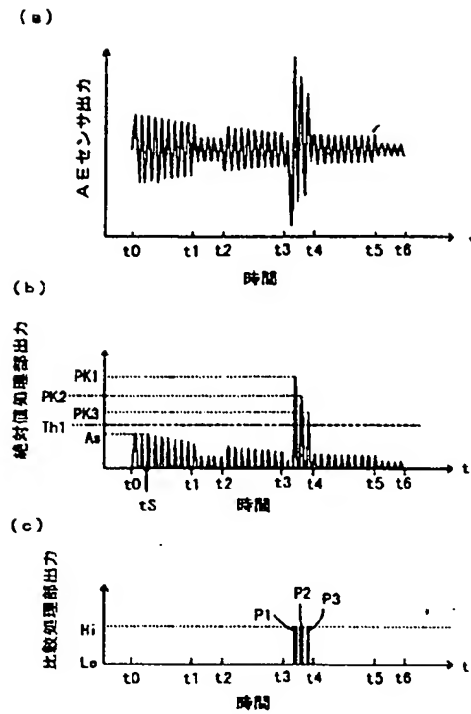 (a)
AEセンサ出力
t0 t1 t2 t3 t4 t5 t6
時間
(b)
絶対値処理部出力
PK1
PK2
PK3
Th1
As
t
t0 t1 t2 t3 t4 t5 t6
tS
時間
(c)
比較処理部出力
P1 P2 P3
Hi
Lo
t
t0 t1 t2 t3 t4 t5 t6
時間